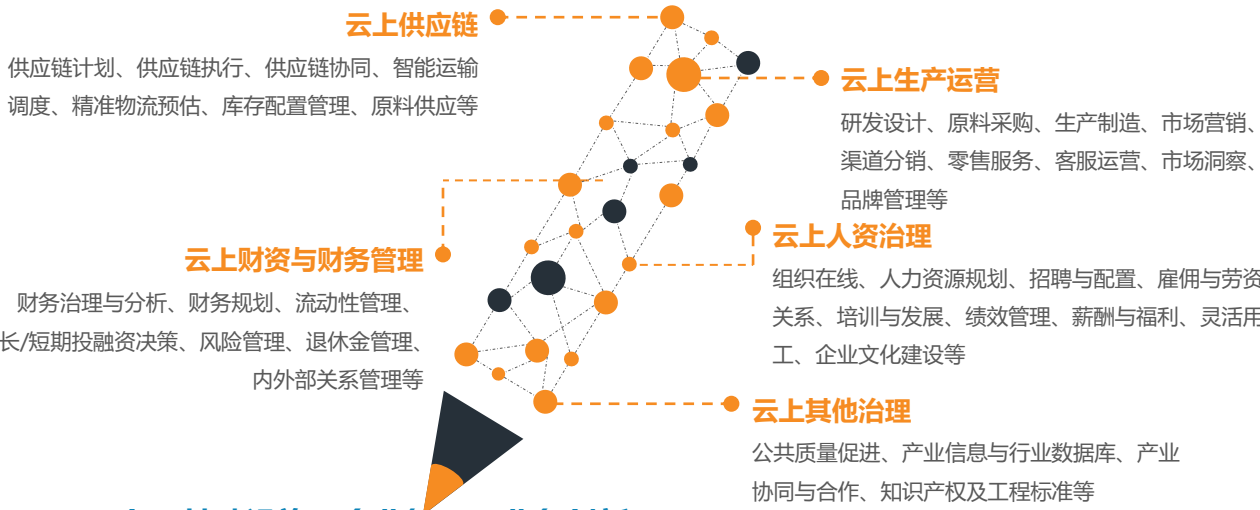 云上供应链
供应链计划、供应链执行、供应链协同、智能运输
调度、精准物流预估、库存配置管理、原料供应等
云上生产运营
研发设计、原料采购、生产制造、市场营销、
渠道分销、零售服务、客服运营、市场洞察、
品牌管理等
云上财资与财务管理
财务治理与分析、财务规划、流动性管理、
长/短期投融资决策、风险管理、退休金管理、
内外部关系管理等
云上人资治理
组织在线、人力资源规划、招聘与配置、雇佣与劳资
关系、培训与发展、绩效管理、薪酬与福利、灵活用
工、企业文化建设等
云上其他治理
公共质量促进、产业信息与行业数据库、产业
协同与合作、知识产权及工程标准等